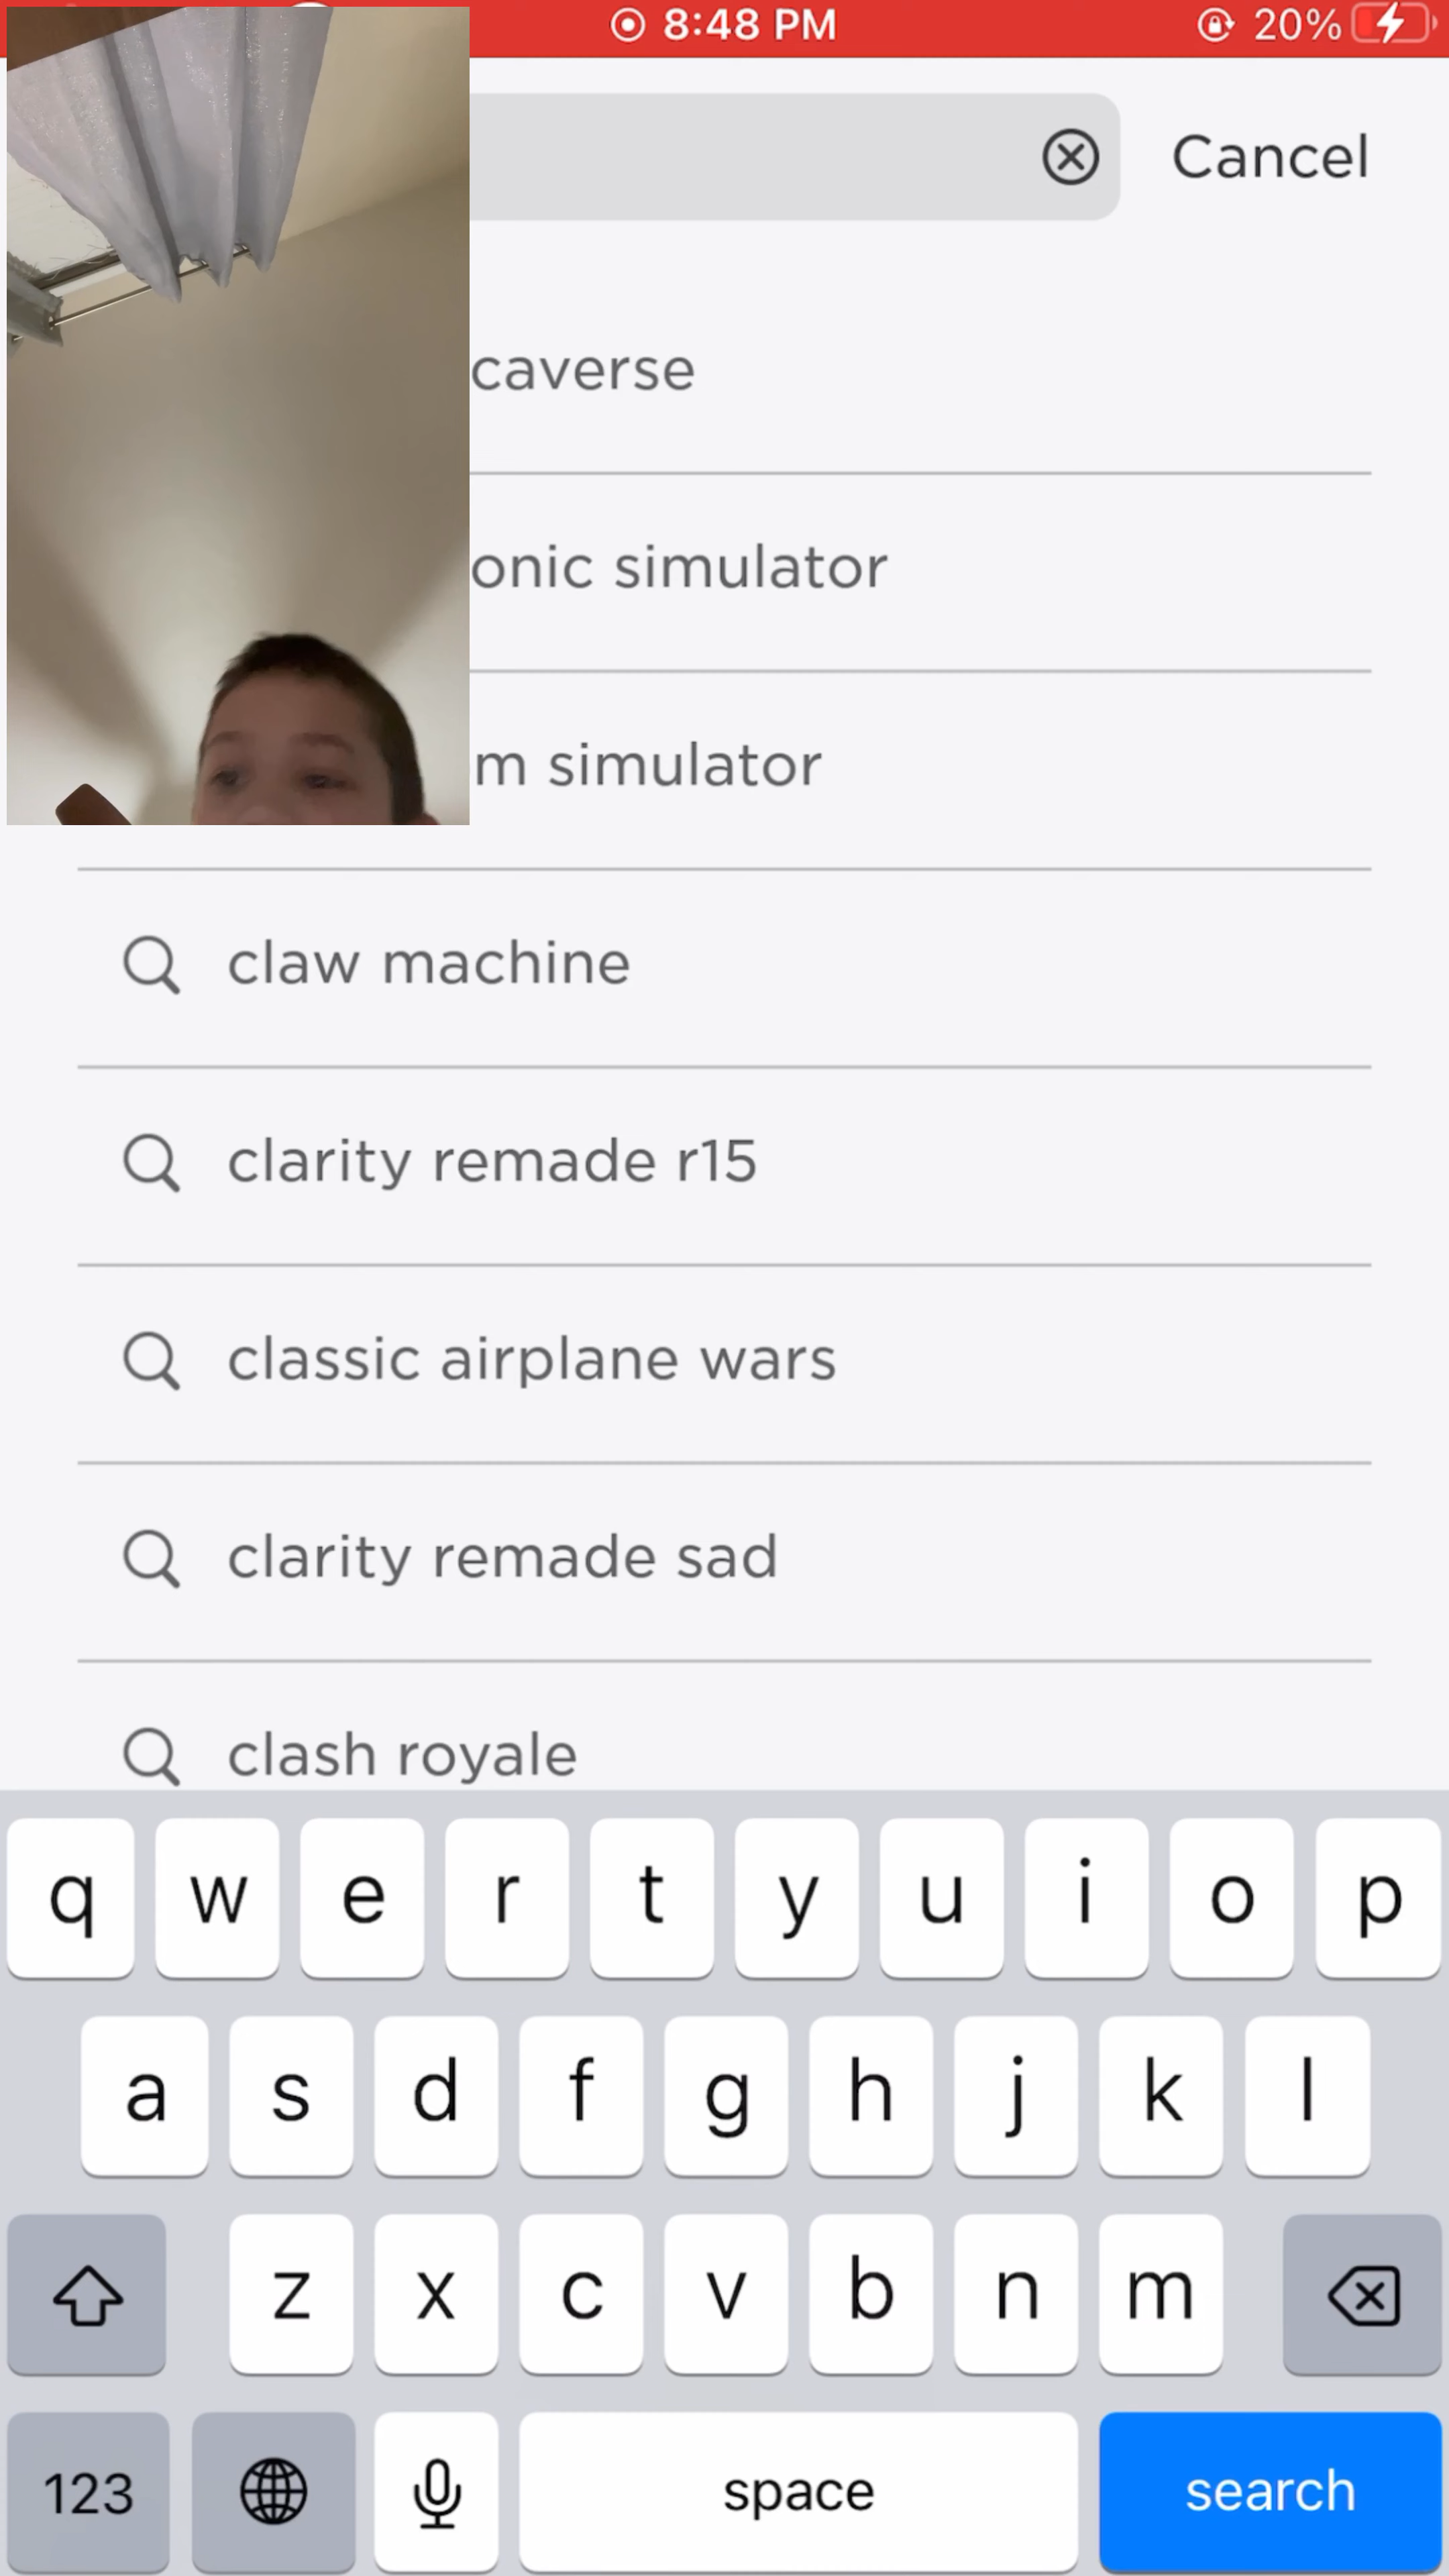 8:48 PM
20%
Cancel
caverse
onic simulator
m simulator
claw machine
clarity remade r15
classic airplane wars
clarity remade sad
clash royale
q w e r t y u i o p
a s d f g h j k l
z x c v b n m
123 space search